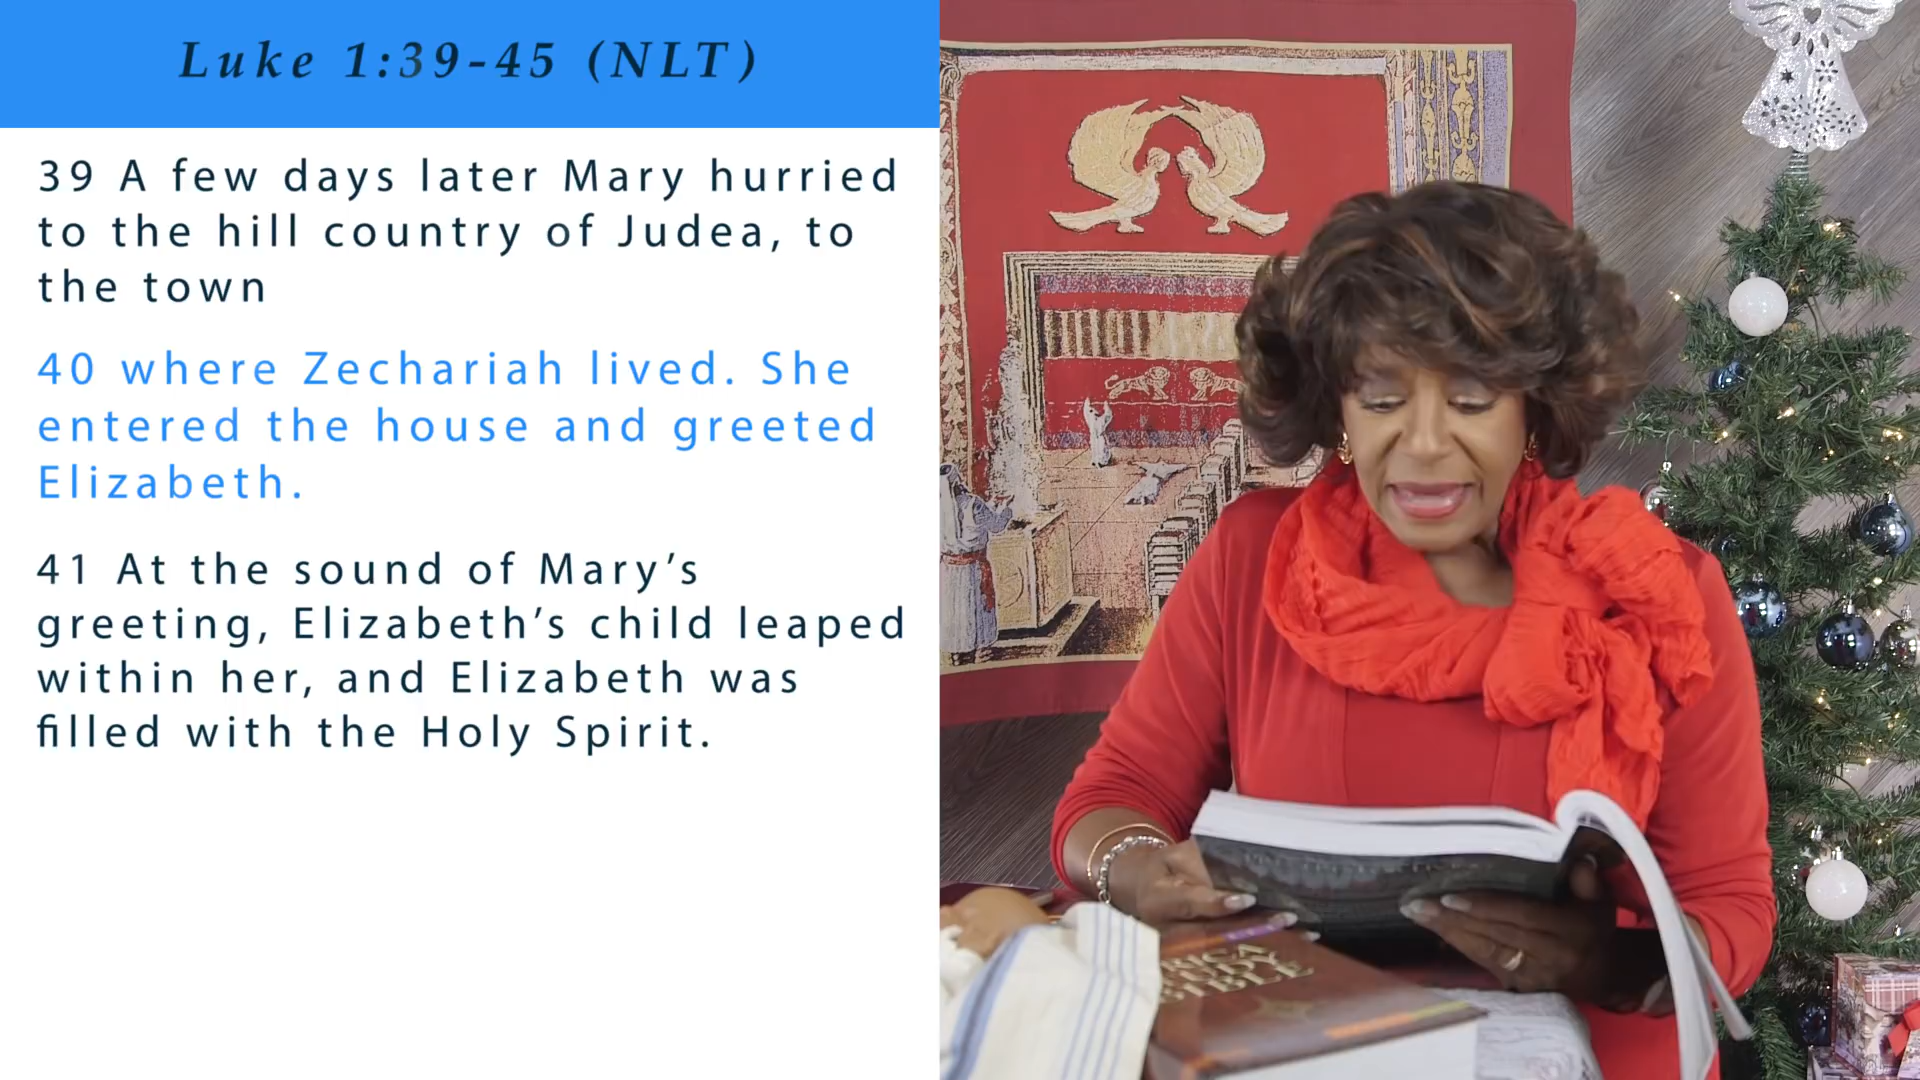 Luke 1:39-45 (NLT)
39 A few days later Mary hurried
to the hill country of Judea, to
the town
40 where Zechariah lived. She
entered the house and greeted
Elizabeth.
41 At the sound of Mary’s
greeting, Elizabeth’s child leaped
within her, and Elizabeth was
filled with the Holy Spirit.
STUDY
BIBLE